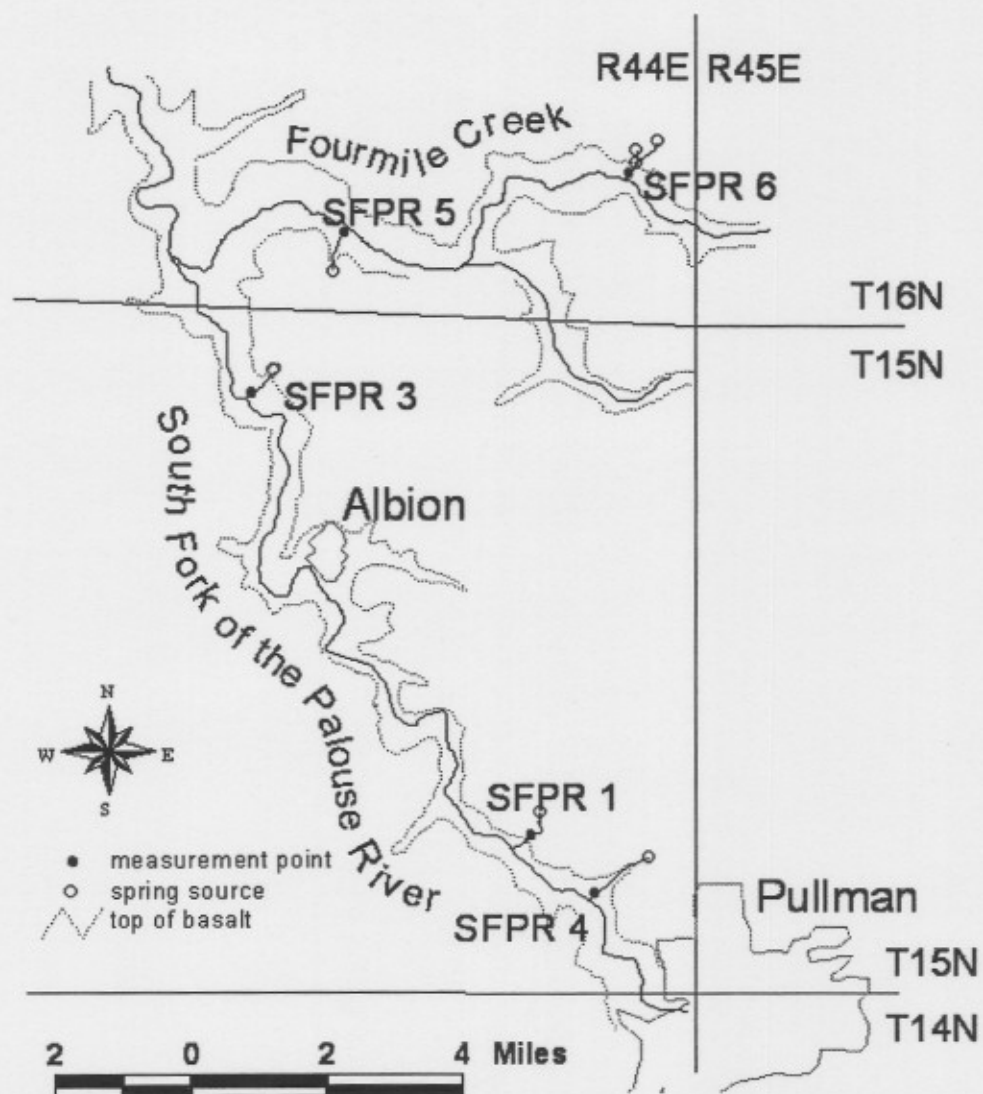 R44E R45E
Fourmile Creek
SFPR 6
SFPR 5
T16N
T15N
SFPR 3
South Fork of the Palouse River
Albion
N
W E
S
SFPR 1
measurement point
spring source
top of basalt
SFPR 4
Pullman
T15N
T14N
2 0 2 4 Miles